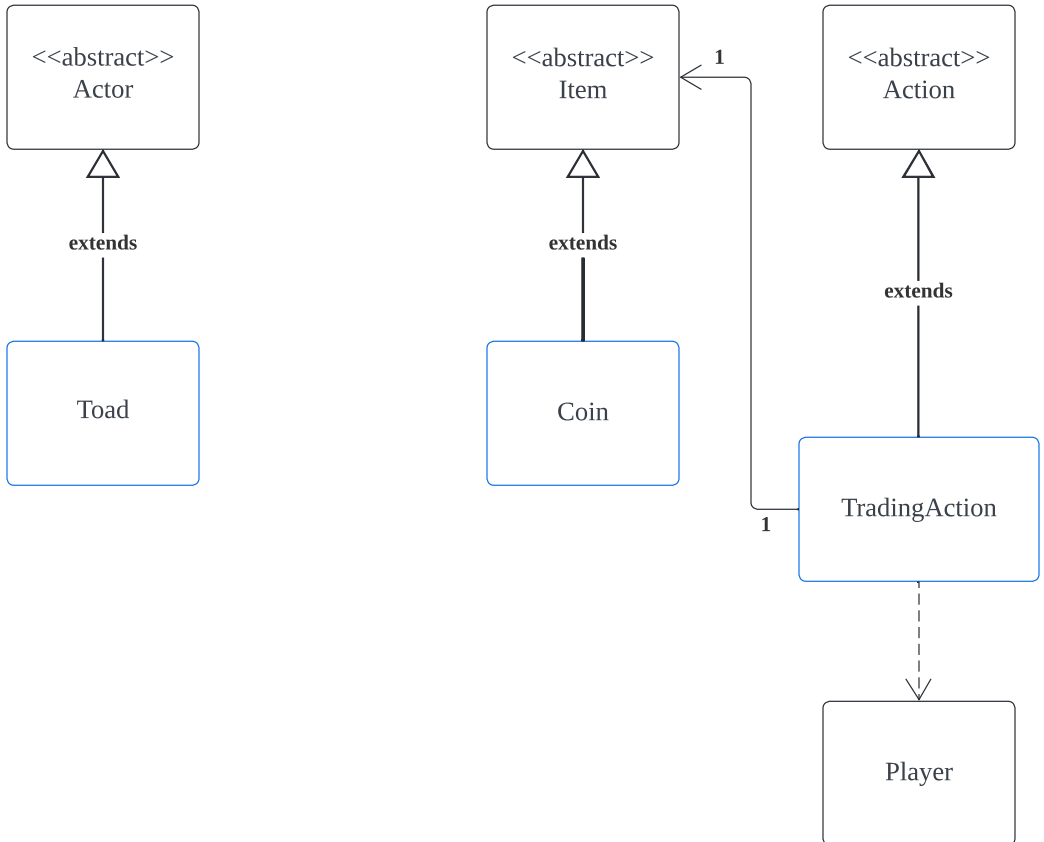 <<abstract>>
Actor
<<abstract>>
Item
1
<<abstract>>
Action
extends
extends
extends
Toad
Coin
TradingAction
1
Player